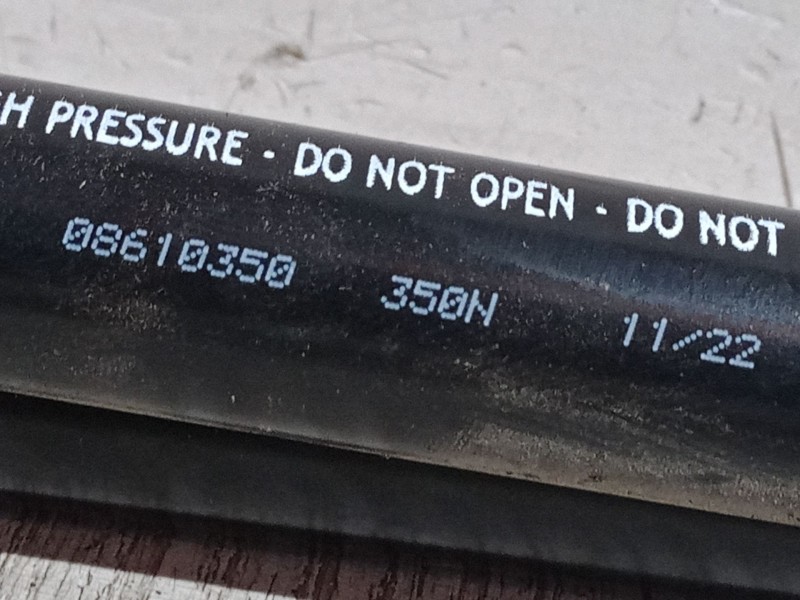 PRESSURE - DO NOT OPEN - DO NOT
08610350 350N 11/22